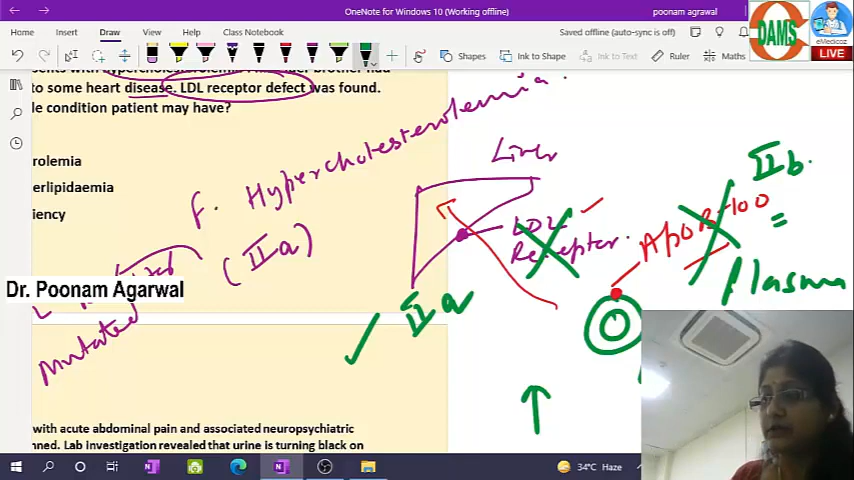 OneNote for Windows 10 (Working offline)
poonam agrawal
DAMS
eMedicoz
LIVE
Home Insert Draw View Help Class Notebook
Saved offline (auto-sync is off)
Shapes Ink to Shape Ink to Text Ruler Maths
to some heart disease. LDL receptor defect was found.
le condition patient may have?
rolemia
erlipidaemia
iency
f. Hypercholesterolemia.
(IIa)
mutated
Liver
LDL
Receptor.
ApoB-100
IIb.
=
Plasma
IIa
Dr. Poonam Agarwal
with acute abdominal pain and associated neuropsychiatric
nned. Lab investigation revealed that urine is turning black on
34°C Haze